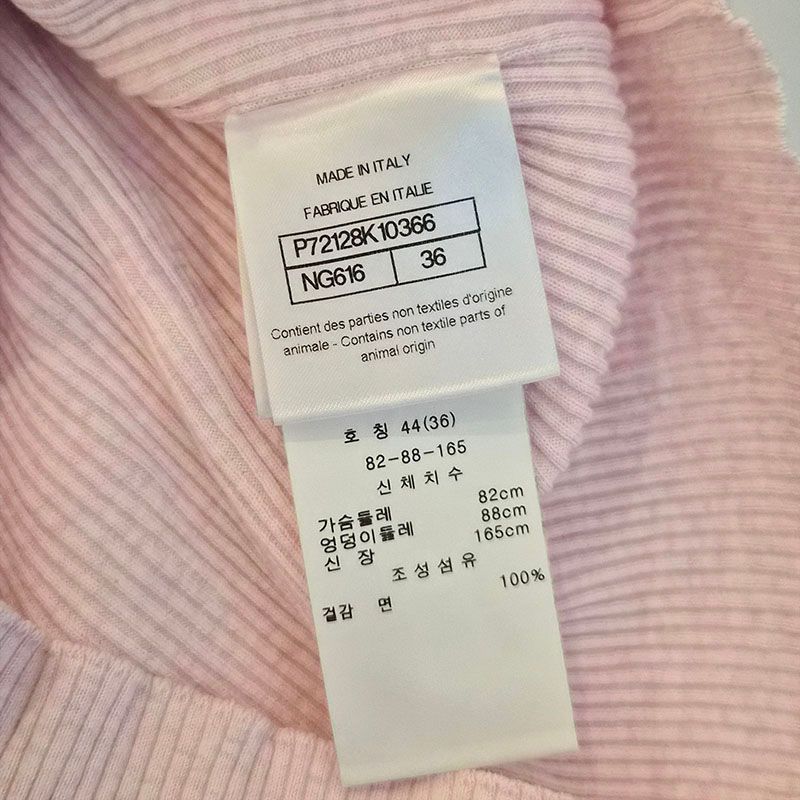 MADE IN ITALY
FABRIQUE EN ITALIE
P72128K10366
NG616 36
Contient des parties non textiles d'origine
animale - Contains non textile parts of
animal origin
호 칭 44(36)
82-88-165
신 체 치 수
가슴둘레 82cm
엉덩이둘레 88cm
신 장 165cm
조 성 섬 유
겉감 면 100%